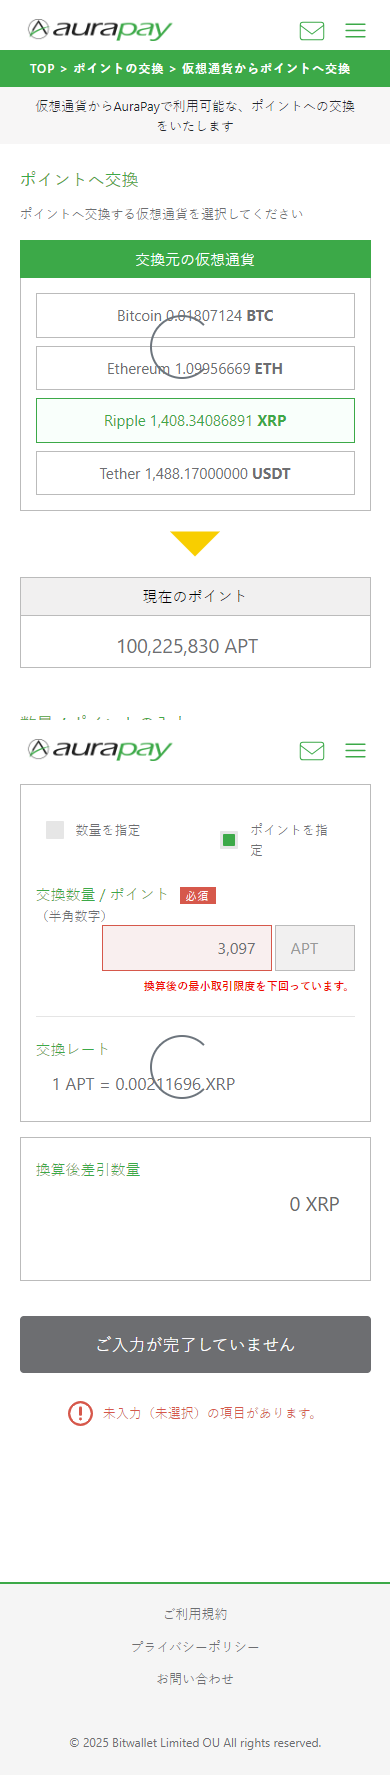 aurapay
TOP > ポイントの交換 > 仮想通貨からポイントへ交換
仮想通貨からAuraPayで利用可能な、ポイントへの交換
をいたします
ポイントへ交換
ポイントへ交換する仮想通貨を選択してください
交換元の仮想通貨
Bitcoin 0.01807124 BTC
Ethereum 1.09956669 ETH
Ripple 1,408.34086891 XRP
Tether 1,488.17000000 USDT
現在のポイント
100,225,830 APT
数量 / ポイントの入力
aurapay
数量を指定
ポイントを指
定
交換数量 / ポイント 必須
（半角数字）
3,097 APT
換算後の最小取引限度を下回っています。
交換レート
1 APT = 0.00211696 XRP
換算後差引数量
0 XRP
ご入力が完了していません
未入力（未選択）の項目があります。
ご利用規約
プライバシーポリシー
お問い合わせ
© 2025 Bitwallet Limited OU All rights reserved.